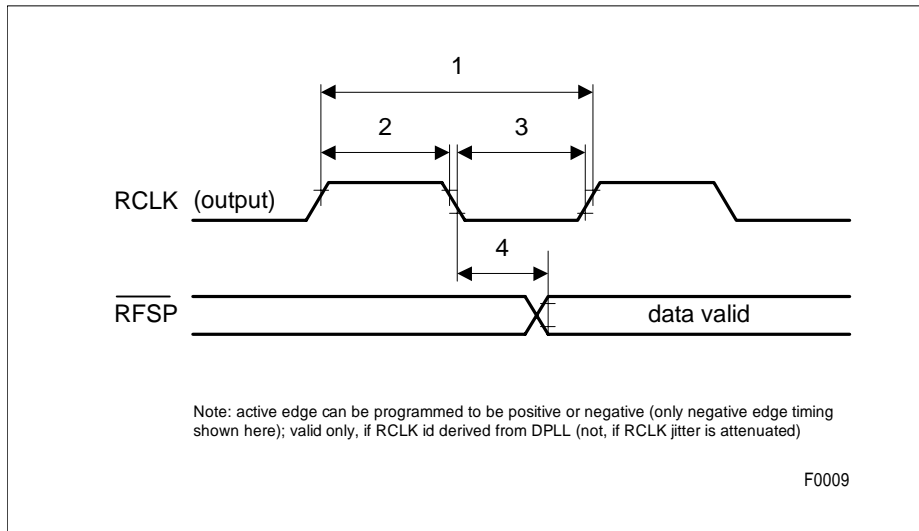 1
2 3
RCLK (output)
4
RFSP data valid
Note: active edge can be programmed to be positive or negative (only negative edge timing
shown here); valid only, if RCLK id derived from DPLL (not, if RCLK jitter is attenuated)
F0009